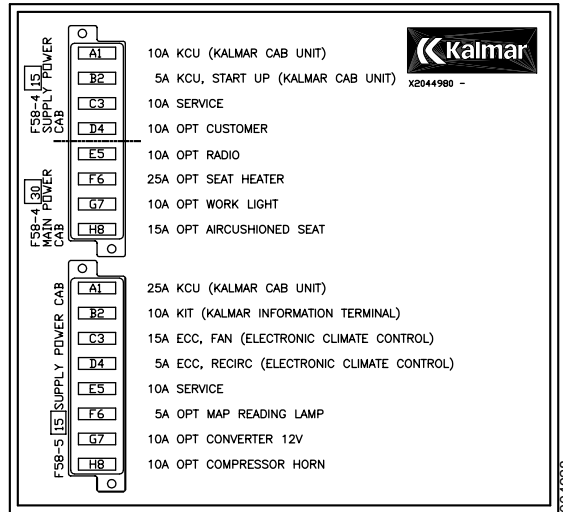 Kalmar
X2044980 -
F58-4 15
SUPPLY POWER
CAB
A1 10A KCU (KALMAR CAB UNIT)
B2 5A KCU, START UP (KALMAR CAB UNIT)
C3 10A SERVICE
D4 10A OPT CUSTOMER
F58-4 30
MAIN POWER
CAB
E5 10A OPT RADIO
F6 25A OPT SEAT HEATER
G7 10A OPT WORK LIGHT
H8 15A OPT AIRCUSHIONED SEAT
F58-5 15 SUPPLY POWER CAB
A1 25A KCU (KALMAR CAB UNIT)
B2 10A KIT (KALMAR INFORMATION TERMINAL)
C3 15A ECC, FAN (ELECTRONIC CLIMATE CONTROL)
D4 5A ECC, RECIRC (ELECTRONIC CLIMATE CONTROL)
E5 10A SERVICE
F6 5A OPT MAP READING LAMP
G7 10A OPT CONVERTER 12V
H8 10A OPT COMPRESSOR HORN